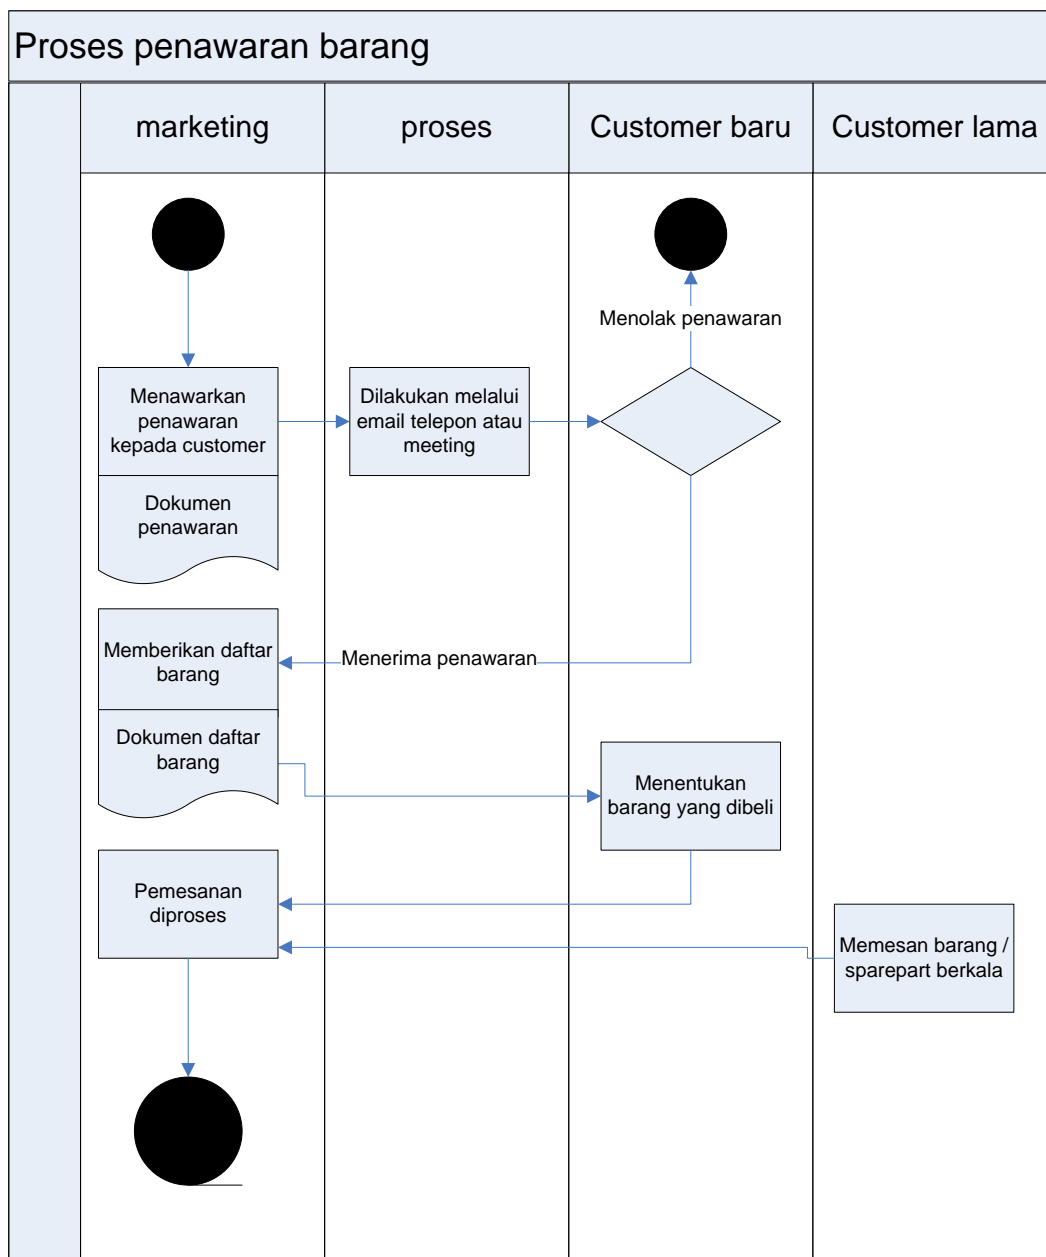 Proses penawaran barang
marketing
proses
Customer baru
Customer lama
Menolak penawaran
Menawarkan
penawaran
kepada customer
Dilakukan melalui
email telepon atau
meeting
Dokumen
penawaran
Memberikan daftar
barang
Menerima penawaran
Dokumen daftar
barang
Menentukan
barang yang dibeli
Pemesanan
diproses
Memesan barang /
sparepart berkala